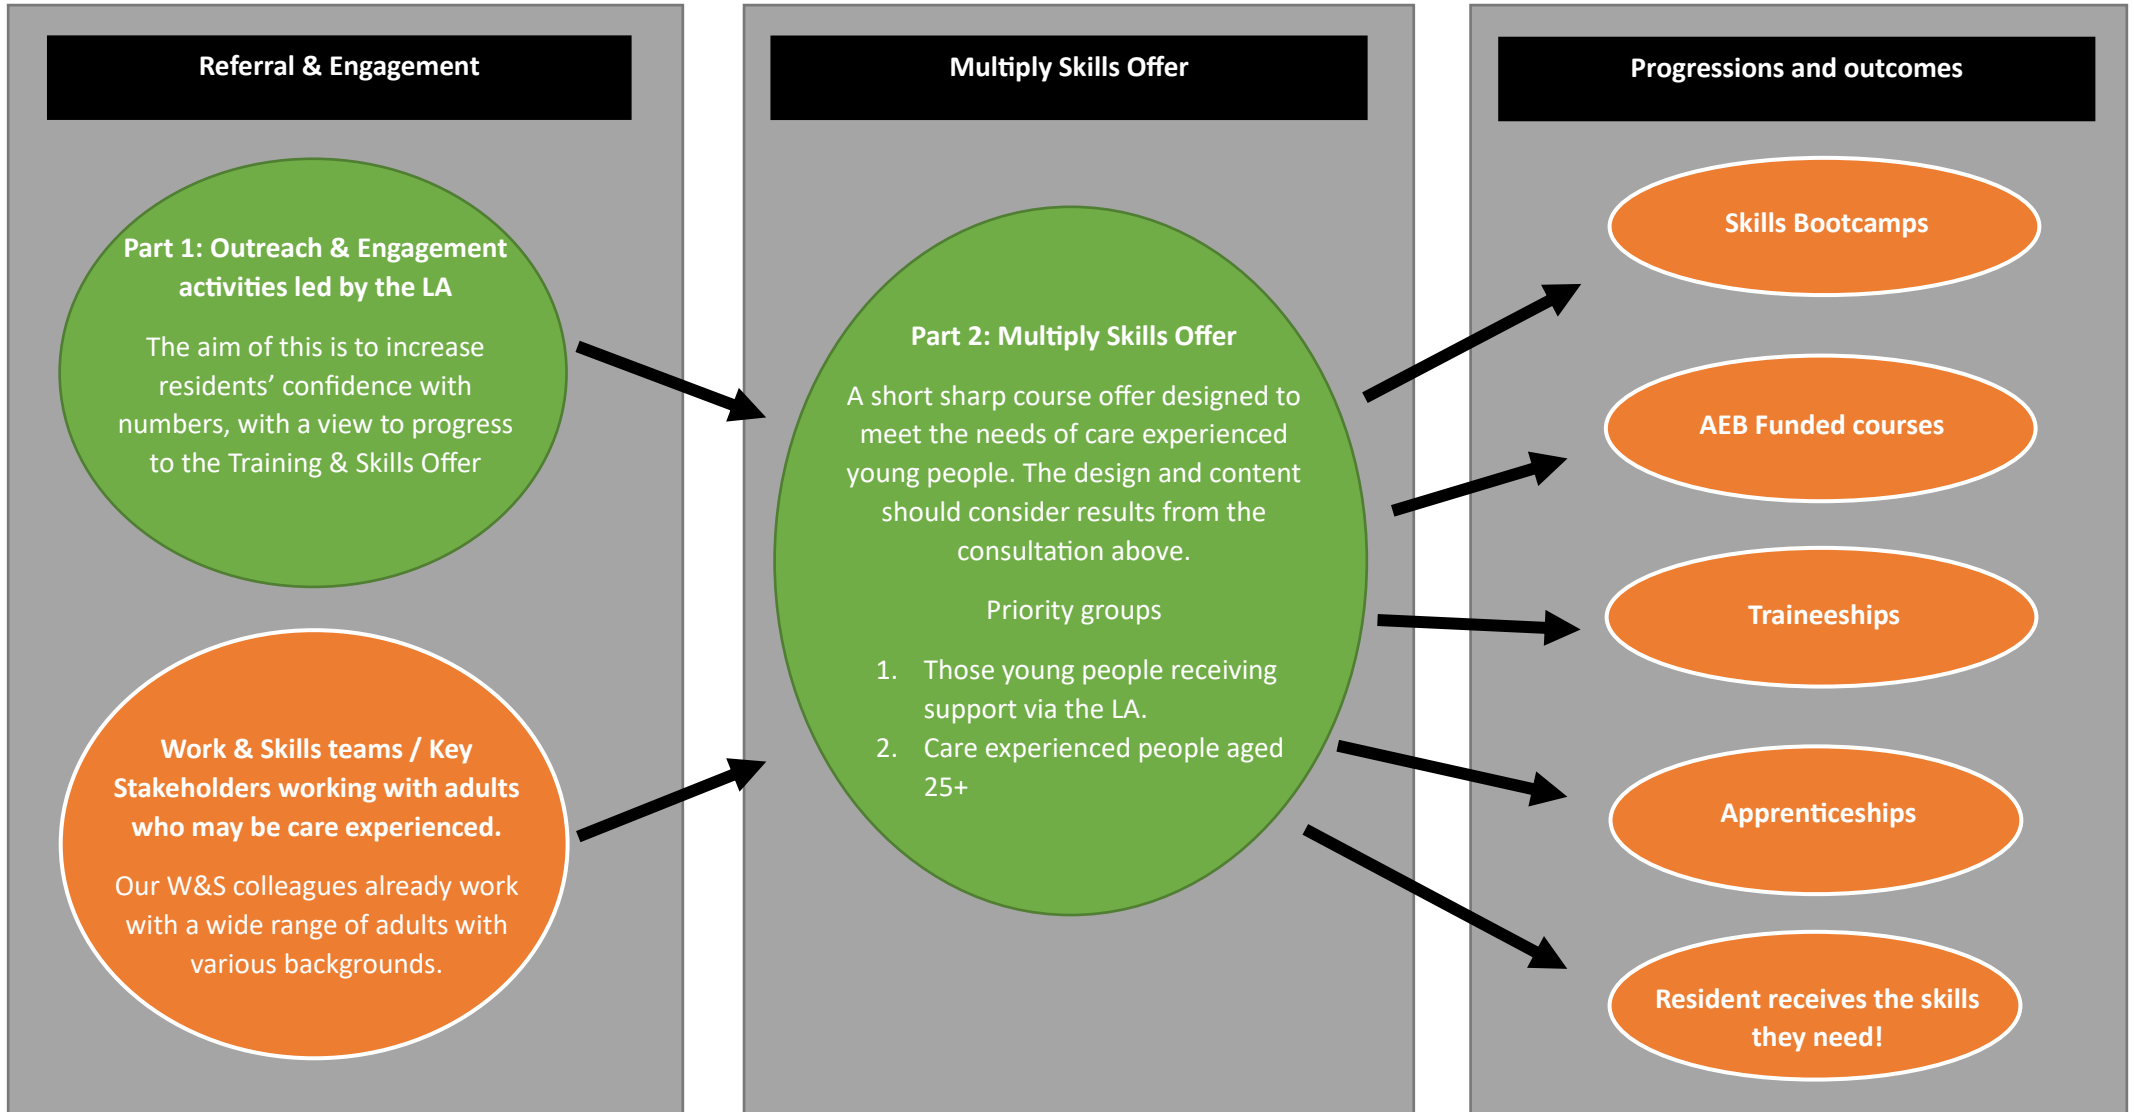 Referral & Engagement
Part 1: Outreach & Engagement
activities led by the LA
The aim of this is to increase
residents’ confidence with
numbers, with a view to progress
to the Training & Skills Offer
Work & Skills teams / Key
Stakeholders working with adults
who may be care experienced.
Our W&S colleagues already work
with a wide range of adults with
various backgrounds.
Multiply Skills Offer
Part 2: Multiply Skills Offer
A short sharp course offer designed to
meet the needs of care experienced
young people. The design and content
should consider results from the
consultation above.
Priority groups
1. Those young people receiving
support via the LA.
2. Care experienced people aged
25+
Progressions and outcomes
Skills Bootcamps
AEB Funded courses
Traineeships
Apprenticeships
Resident receives the skills
they need!